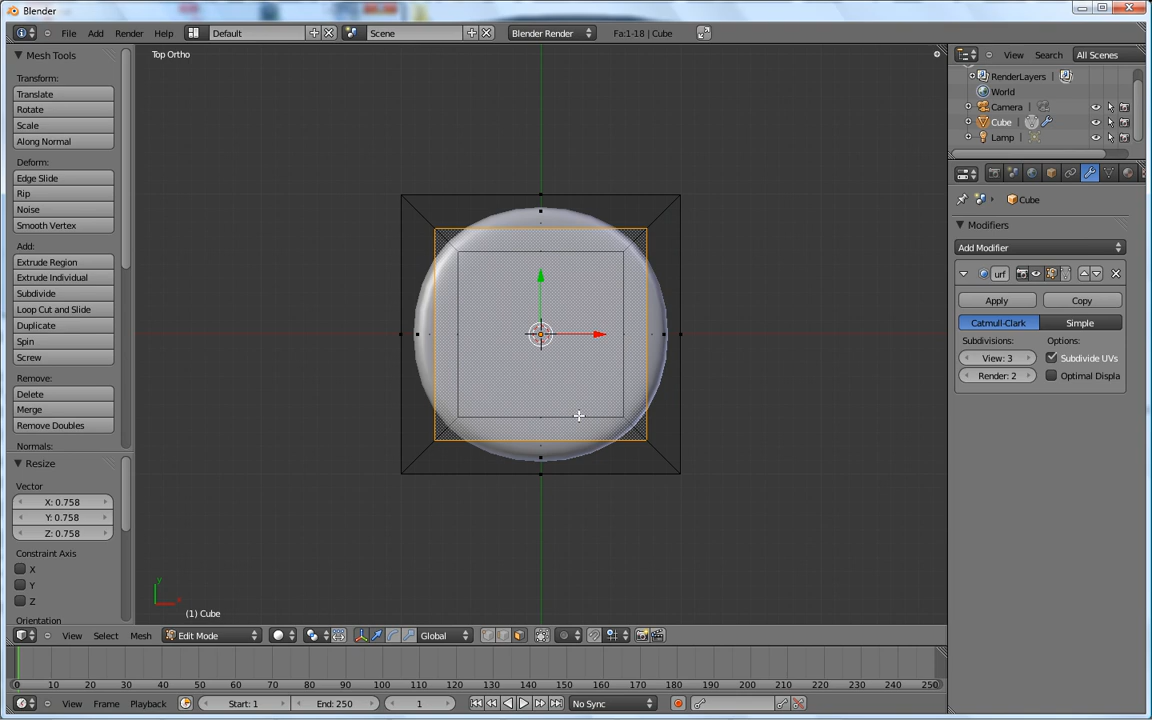 Blender
File Add Render Help Default Scene Blender Render Fa:1-18 | Cube
Mesh Tools
Transform:
Translate
Rotate
Scale
Along Normal
Deform:
Edge Slide
Rip
Noise
Smooth Vertex
Add:
Extrude Region
Extrude Individual
Subdivide
Loop Cut and Slide
Duplicate
Spin
Screw
Remove:
Delete
Merge
Remove Doubles
Normals:
Resize
Vector
X: 0.758
Y: 0.758
Z: 0.758
Constraint Axis
X
Y
Z
Orientation
Top Ortho
y
(1) Cube
View Select Mesh Edit Mode Global
View Search All Scenes
RenderLayers
World
Camera
Cube
Lamp
Cube
Modifiers
Add Modifier
urf
Apply Copy
Catmull-Clark Simple
Subdivisions: Options:
View: 3 Subdivide UVs
Render: 2 Optimal Displa
0 10 20 30 40 50 60 70 80 90 100 110 120 130 140 150 160 170 180 190 200 210 220 230 240 250
View Frame Playback Start: 1 End: 250 1 No Sync